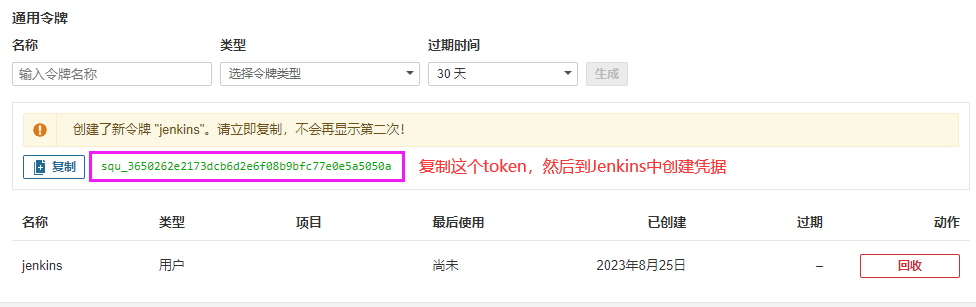 通用令牌
名称 类型 过期时间
输入令牌名称 选择令牌类型 30 天 生成
创建了新令牌 "jenkins"。请立即复制，不会再显示第二次！
复制 squ_3650262e2173dcb6d2e6f08b9bfc77e0e5a5050a 复制这个token，然后到Jenkins中创建凭据
名称 类型 项目 最后使用 已创建 过期 动作
jenkins 用户 尚未 2023年8月25日 – 回收